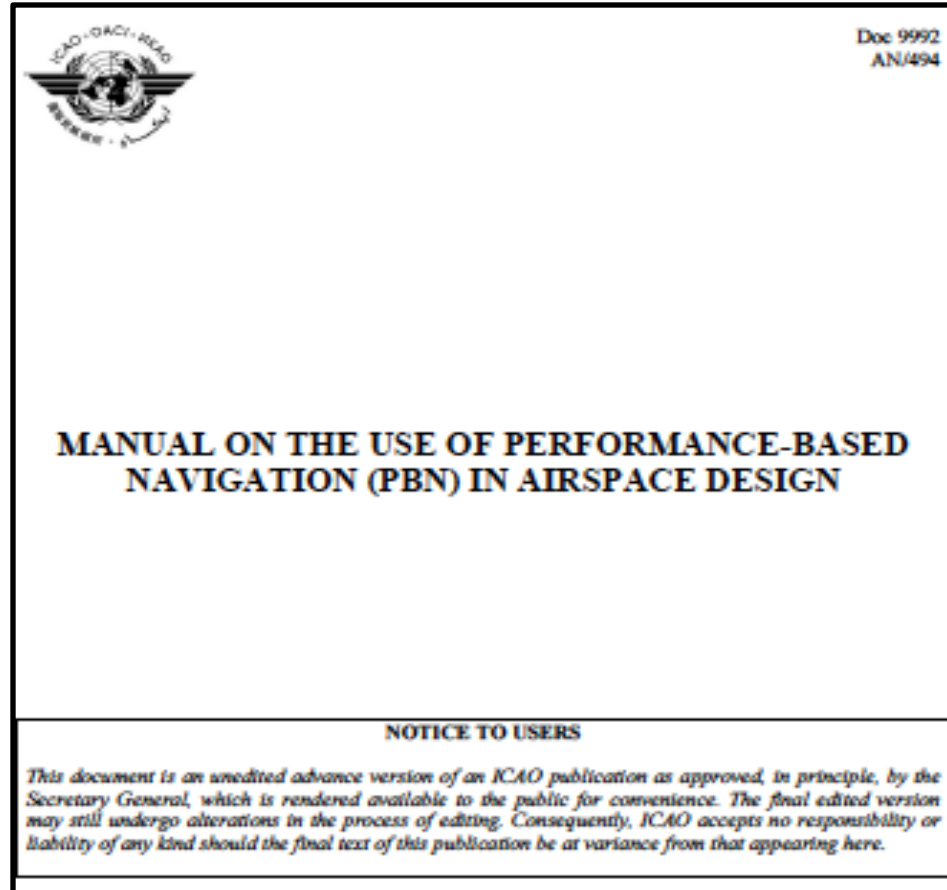 ICAO · OACI · ИКАО
Doc 9992
AN/494
MANUAL ON THE USE OF PERFORMANCE-BASED
NAVIGATION (PBN) IN AIRSPACE DESIGN
NOTICE TO USERS
This document is an unedited advance version of an ICAO publication as approved, in principle, by the
Secretary General, which is rendered available to the public for convenience. The final edited version
may still undergo alterations in the process of editing. Consequently, ICAO accepts no responsibility or
liability of any kind should the final text of this publication be at variance from that appearing here.